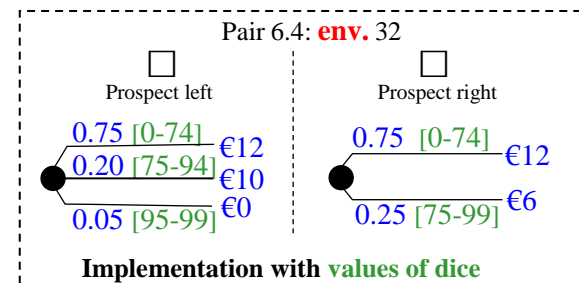 Pair 6.4: env. 32
Prospect left
0.75 [0-74] €12
0.20 [75-94] €10
0.05 [95-99] €0
Prospect right
0.75 [0-74] €12
0.25 [75-99] €6
Implementation with values of dice